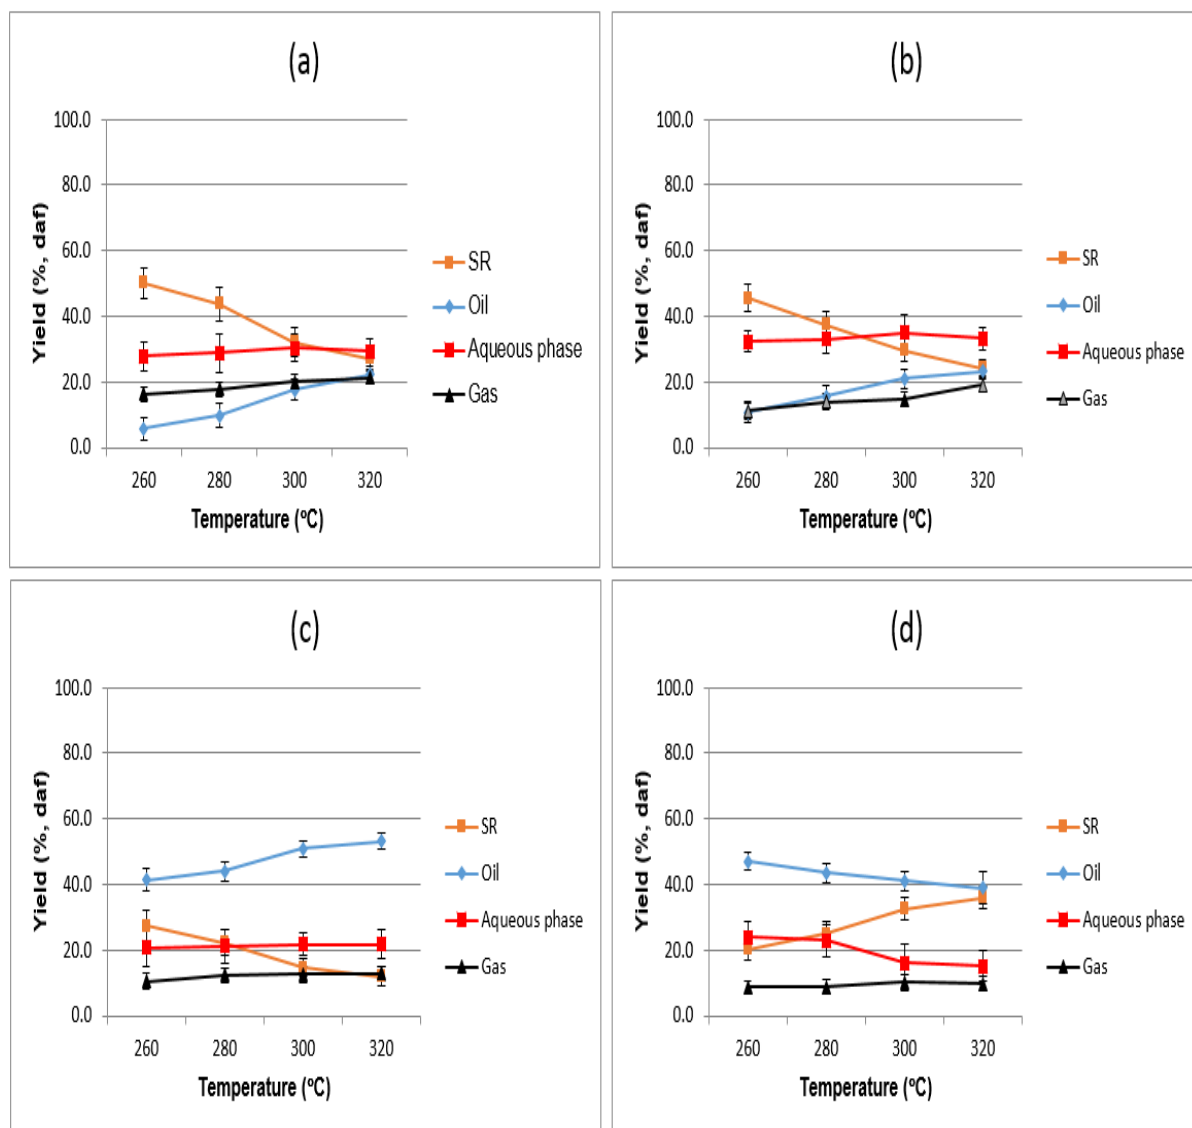 (a)
100.0
80.0
60.0
40.0
20.0
0.0
Yield (%, daf)
260 280 300 320
Temperature (°C)
SR
Oil
Aqueous phase
Gas
(b)
100.0
80.0
60.0
40.0
20.0
0.0
Yield (%, daf)
260 280 300 320
Temperature (°C)
SR
Oil
Aqueous phase
Gas
(c)
100.0
80.0
60.0
40.0
20.0
0.0
Yield (%, daf)
260 280 300 320
Temperature (°C)
SR
Oil
Aqueous phase
Gas
(d)
100.0
80.0
60.0
40.0
20.0
0.0
Yield (%, daf)
260 280 300 320
Temperature (°C)
SR
Oil
Aqueous phase
Gas